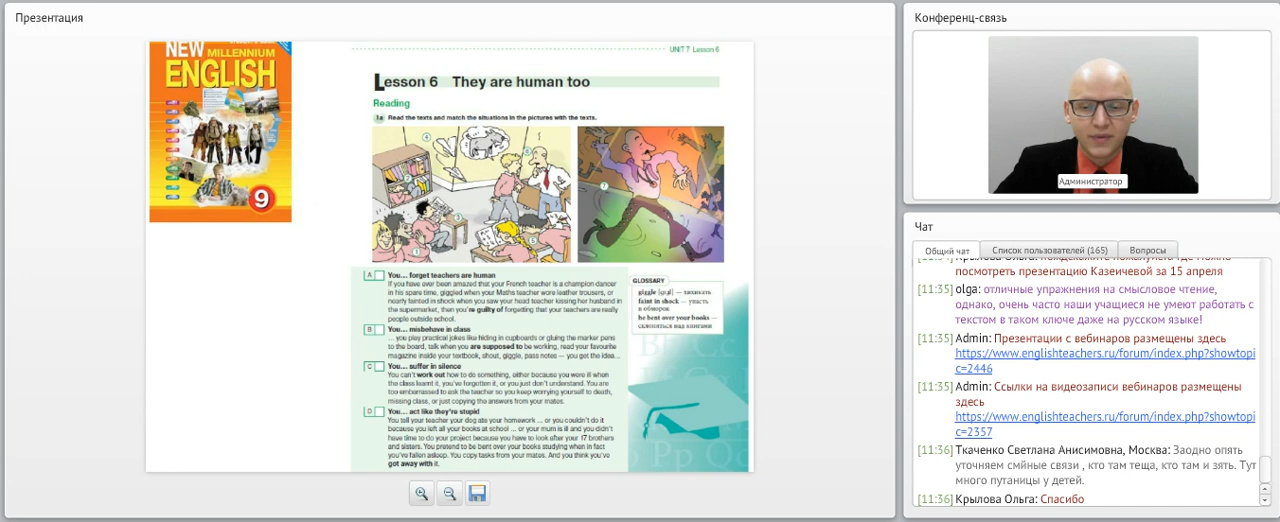 Презентация
NEW MILLENNIUM
ENGLISH
9
UNIT 7 Lesson 6
Lesson 6 They are human too
Reading
1a Read the texts and match the situations in the pictures with the texts.
4
6
3
5
1
7
A You... forget teachers are human
If you have ever been amazed that your French teacher is a champion dancer
in his spare time, giggled when your Maths teacher wore leather trousers, or
nearly fainted in shock when you saw your head teacher kissing her husband in
the supermarket, then you're guilty of forgetting that your teachers are really
people outside school.
B You... misbehave in class
... you play practical jokes like hiding in cupboards or gluing the marker pens
to the board, talk when you are supposed to be working, read your favourite
magazine inside your textbook, shout, giggle, pass notes — you get the idea...
C You... suffer in silence
You can't work out how to do something, either because you were ill when
the class learnt it, you've forgotten it, or you just don't understand. You are
too embarrassed to ask the teacher so you keep worrying yourself to death,
missing class, or just copying the answers from your mates.
D You... act like they're stupid
You tell your teacher your dog ate your homework ... or you couldn't do it
because you left all your books at school ... or your mum is ill and you didn't
have time to do your project because you have to look after your 17 brothers
and sisters. You pretend to be bent over your books studying when in fact
you've fallen asleep. You copy tasks from your mates. And you think you've
got away with it.
GLOSSARY
giggle — хихикать
faint in shock — упасть
в обморок
be bent over your books —
склониться над книгами
Конференц-связь
Администратор
Чат
Общий чат Список пользователей (165) Вопросы
посмотреть презентацию Казеичевой за 15 апреля
[11:35] olga: отличные упражнения на смысловое чтение,
однако, очень часто наши учащиеся не умеют работать с
текстом в таком ключе даже на русском языке!
[11:35] Admin: Презентации с вебинаров размещены здесь
https://www.englishteachers.ru/forum/index.php?showtopi
c=2446
[11:35] Admin: Ссылки на видеозаписи вебинаров размещены
здесь
https://www.englishteachers.ru/forum/index.php?showtopi
c=2357
[11:36] Ткаченко Светлана Анисимовна, Москва: Заодно опять
уточняем смйные связи , кто там теща, кто там и зять. Тут
много путаницы у детей.
[11:36] Крылова Ольга: Спасибо